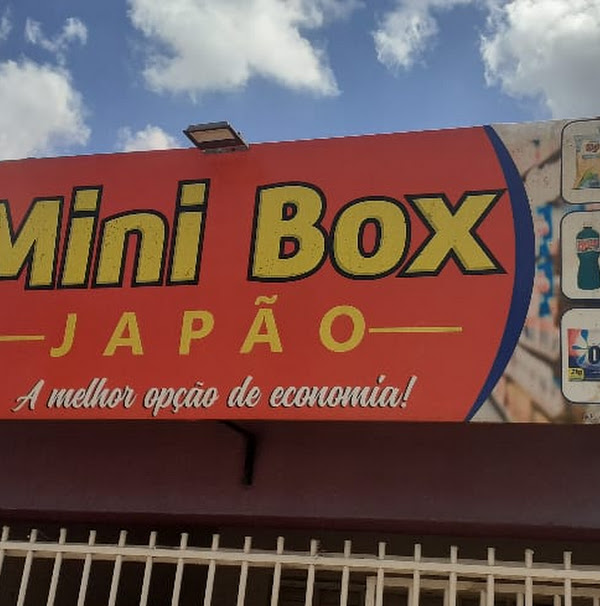 Mini Box
JAPÃO
A melhor opção de economia!